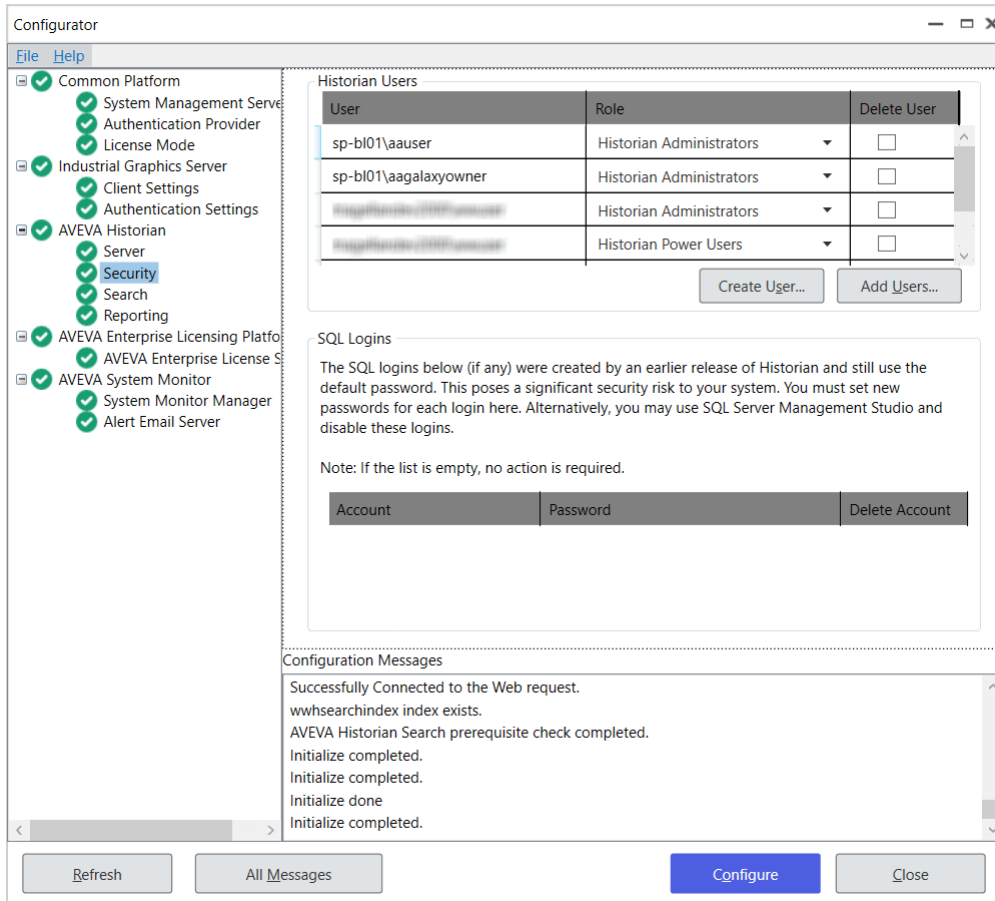 Configurator
File Help
Common Platform
System Management Serve
Authentication Provider
License Mode
Industrial Graphics Server
Client Settings
Authentication Settings
AVEVA Historian
Server
Security
Search
Reporting
AVEVA Enterprise Licensing Platfo
AVEVA Enterprise License S
AVEVA System Monitor
System Monitor Manager
Alert Email Server
Historian Users
User Role Delete User
sp-bl01\aauser Historian Administrators
sp-bl01\aagalaxyowner Historian Administrators
Historian Administrators
Historian Power Users
Create User... Add Users...
SQL Logins
The SQL logins below (if any) were created by an earlier release of Historian and still use the
default password. This poses a significant security risk to your system. You must set new
passwords for each login here. Alternatively, you may use SQL Server Management Studio and
disable these logins.
Note: If the list is empty, no action is required.
Account Password Delete Account
Configuration Messages
Successfully Connected to the Web request.
wwhsearchindex index exists.
AVEVA Historian Search prerequisite check completed.
Initialize completed.
Initialize completed.
Initialize done
Initialize completed.
Refresh All Messages Configure Close